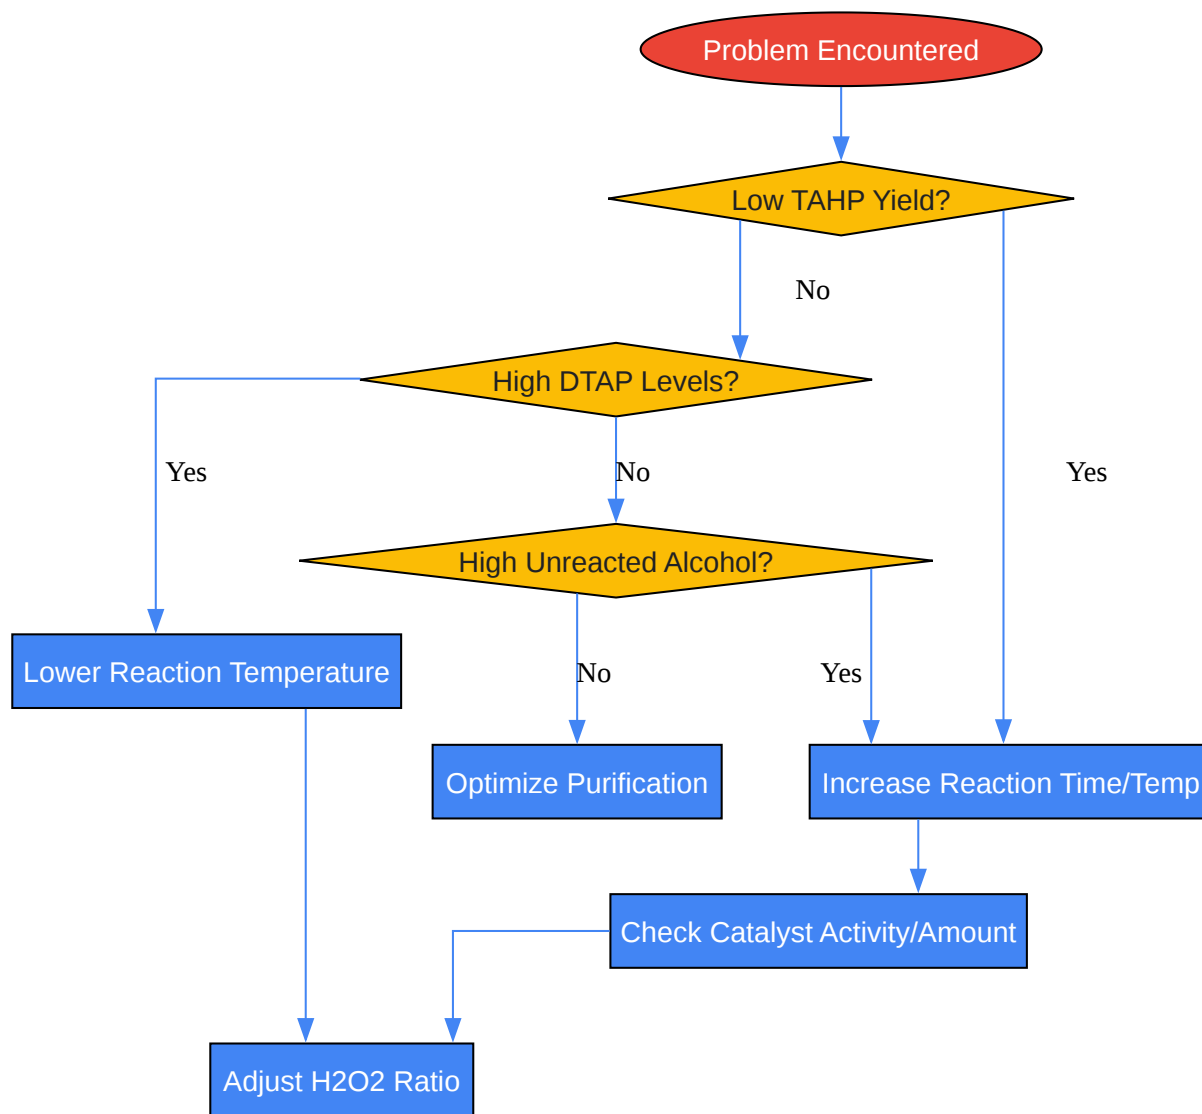 Problem Encountered
Low TAHP Yield?
No
High DTAP Levels?
Yes
No
Yes
High Unreacted Alcohol?
Lower Reaction Temperature
No
Yes
Optimize Purification
Increase Reaction Time/Temp
Check Catalyst Activity/Amount
Adjust H2O2 Ratio